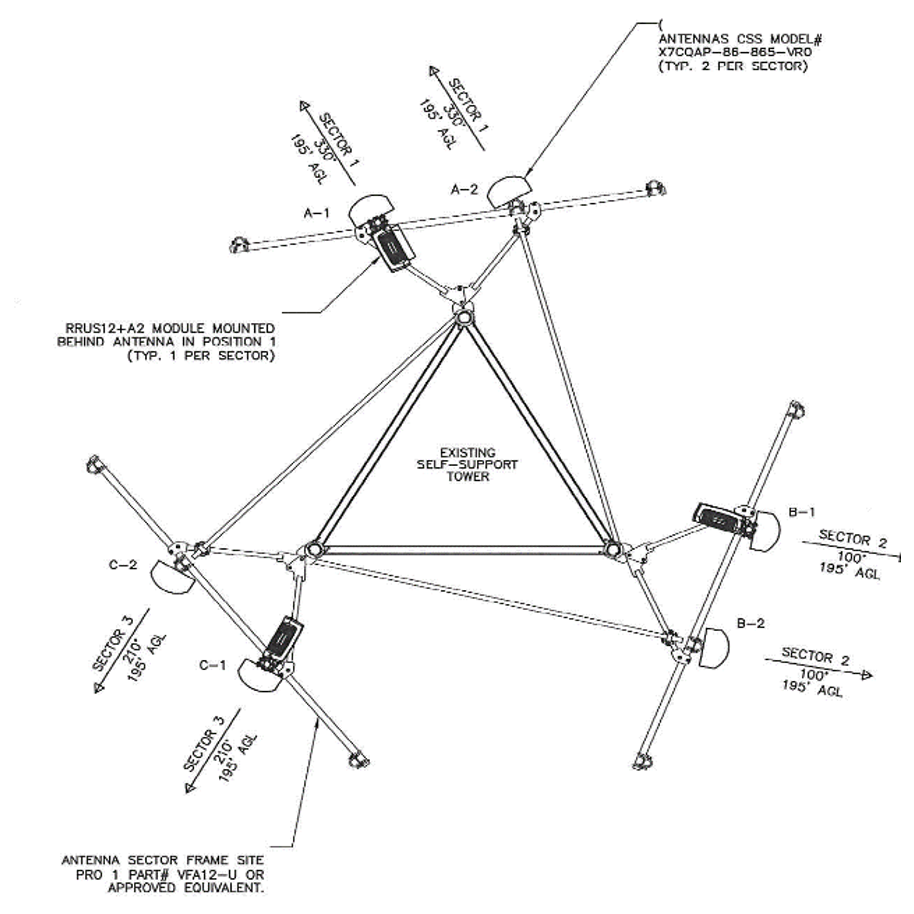 (
ANTENNAS CSS MODEL#
X7CQAP-86-865-VR0
(TYP. 2 PER SECTOR)
SECTOR 1
330°
195' AGL
SECTOR 1
330°
195' AGL
A-2
A-1
RRUS12+A2 MODULE MOUNTED
BEHIND ANTENNA IN POSITION 1
(TYP. 1 PER SECTOR)
EXISTING
SELF-SUPPORT
TOWER
B-1
SECTOR 2
100°
195' AGL
C-2
B-2
SECTOR 2
100°
195' AGL
SECTOR 3
210°
195' AGL
C-1
SECTOR 3
210°
195' AGL
ANTENNA SECTOR FRAME SITE
PRO 1 PART# VFA12-U OR
APPROVED EQUIVALENT.